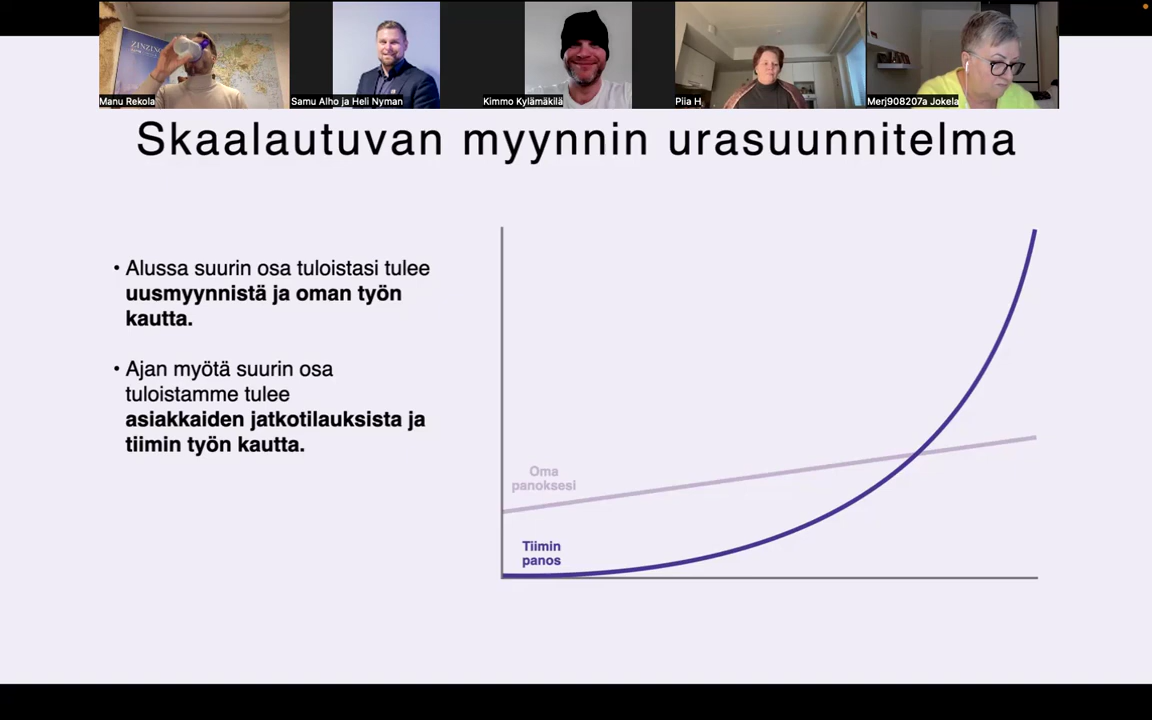 ZINZINO
Manu Rekola
Samu Alho ja Heli Nyman
Kimmo Kylämäkilä
Piia H
Merj908207a Jokela
Skaalautuvan myynnin urasuunnitelma
• Alussa suurin osa tuloistasi tulee
uusmyynnistä ja oman työn
kautta.
• Ajan myötä suurin osa
tuloistamme tulee
asiakkaiden jatkotilauksista ja
tiimin työn kautta.
Oma
panoksesi
Tiimin
panos